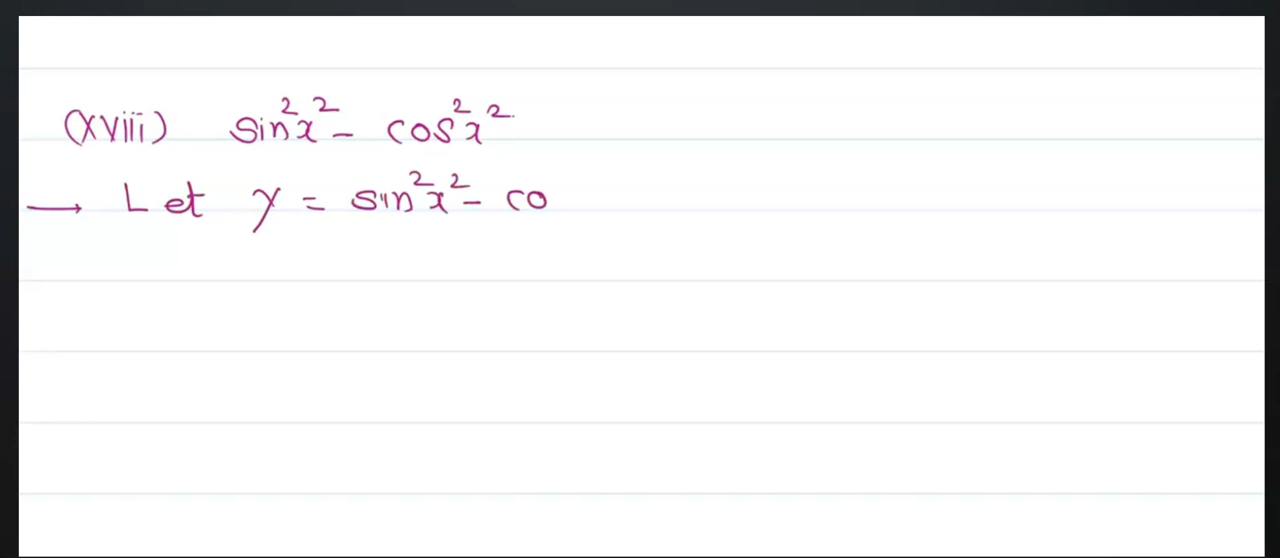 (xviii) sin²x² - cos²x²
→ Let y = sin²x² - co